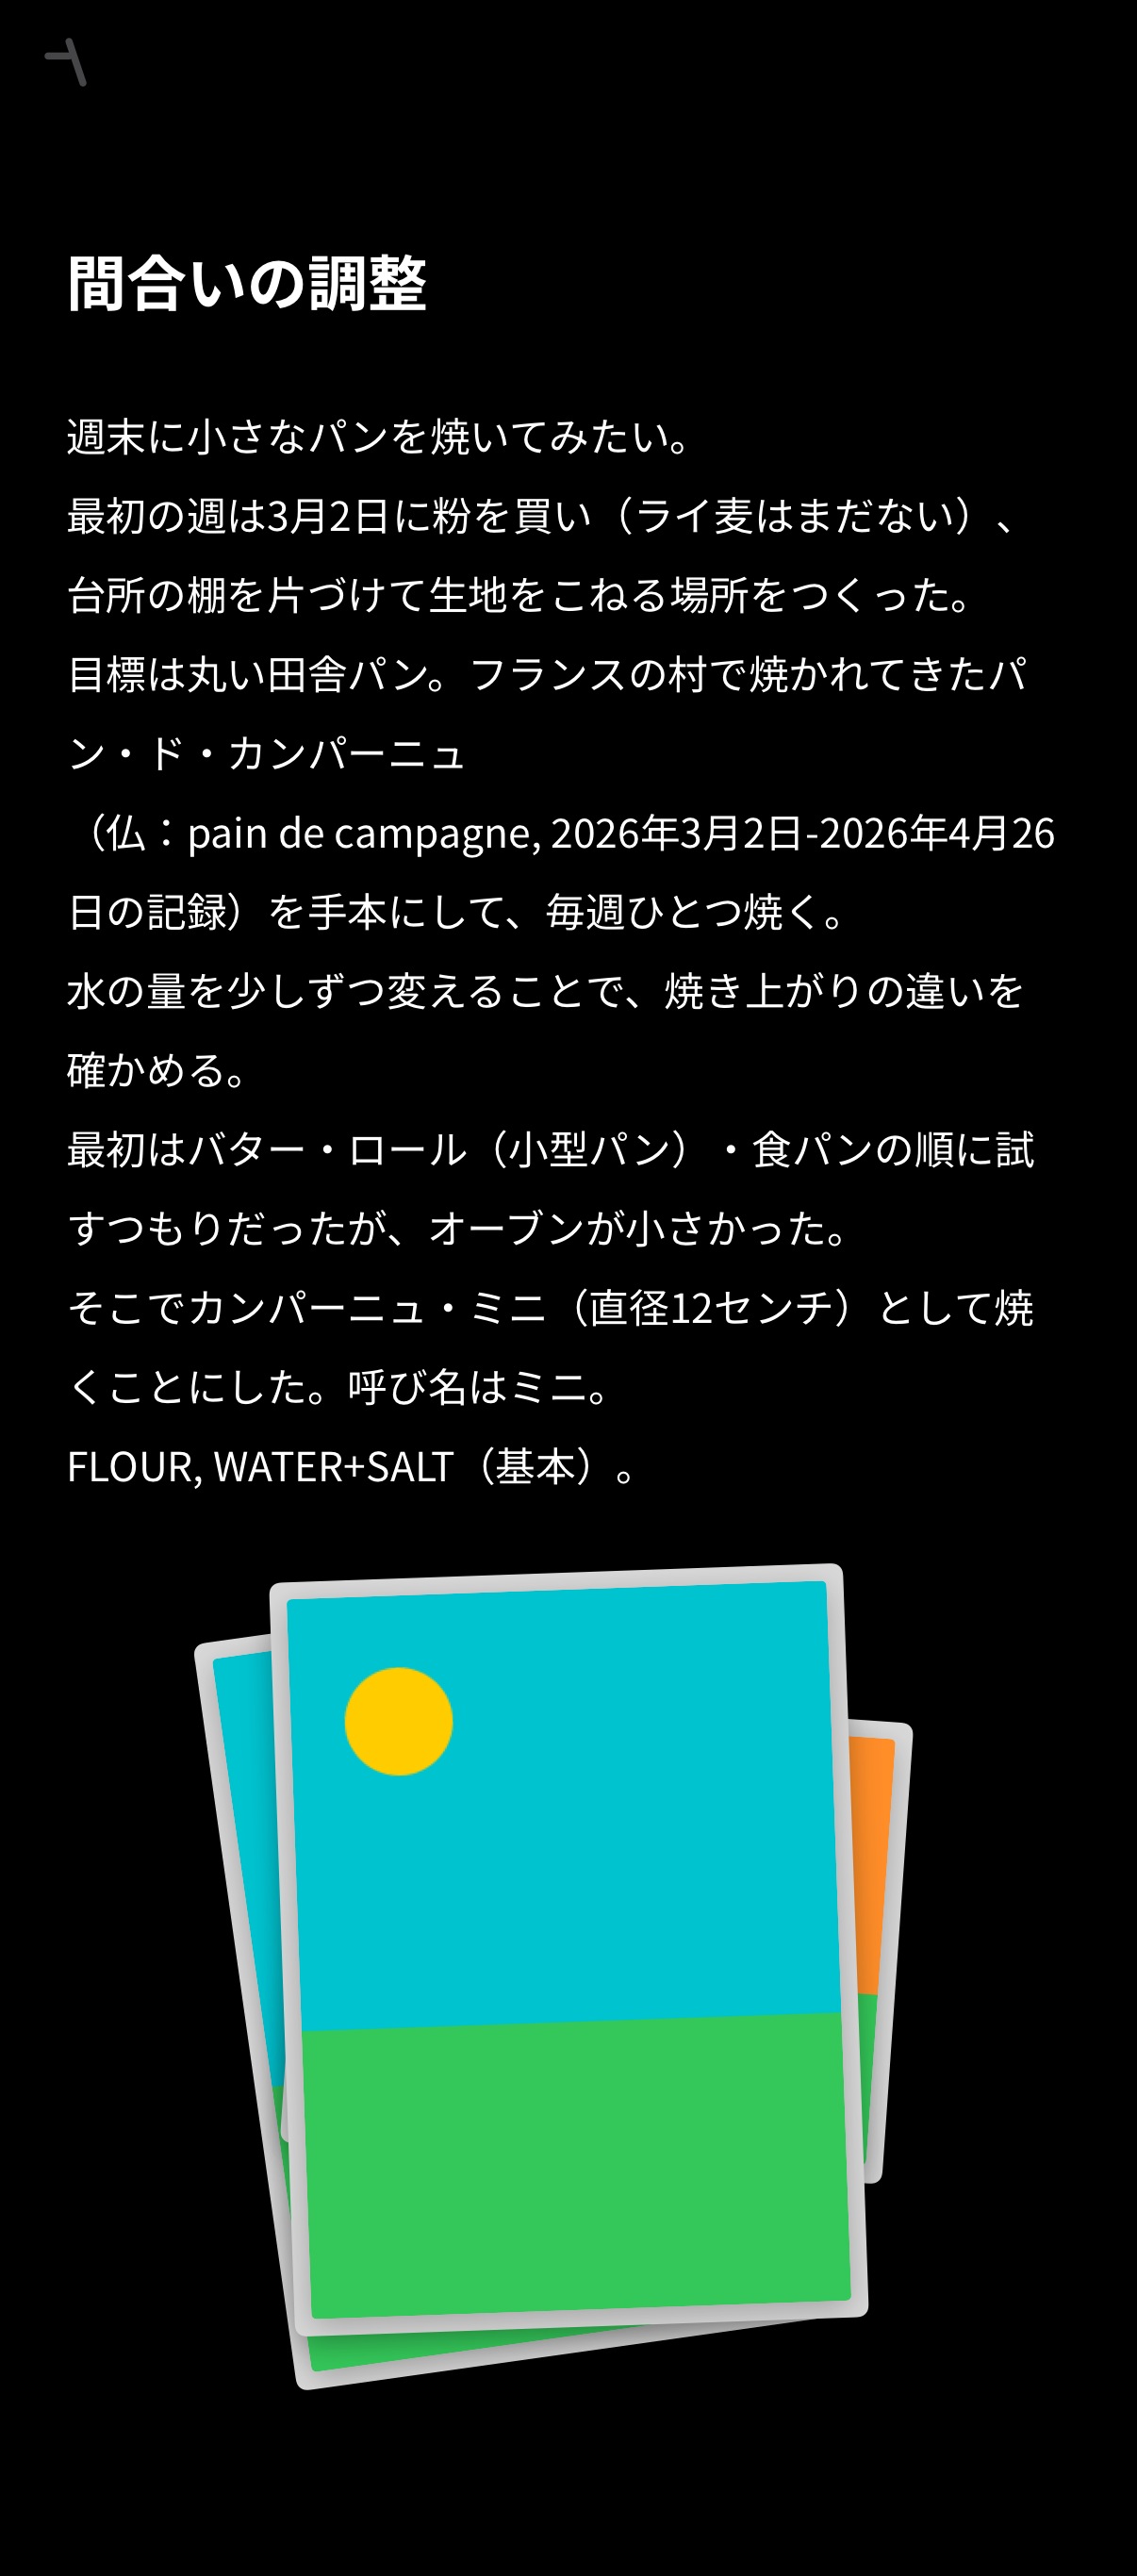 間合いの調整
週末に小さなパンを焼いてみたい。
最初の週は3月2日に粉を買い（ライ麦はまだない）、
台所の棚を片づけて生地をこねる場所をつくった。
目標は丸い田舎パン。フランスの村で焼かれてきたパ
ン・ド・カンパーニュ
（仏：pain de campagne, 2026年3月2日-2026年4月26
日の記録）を手本にして、毎週ひとつ焼く。
水の量を少しずつ変えることで、焼き上がりの違いを
確かめる。
最初はバター・ロール（小型パン）・食パンの順に試
すつもりだったが、オーブンが小さかった。
そこでカンパーニュ・ミニ（直径12センチ）として焼
くことにした。呼び名はミニ。
FLOUR, WATER+SALT（基本）。